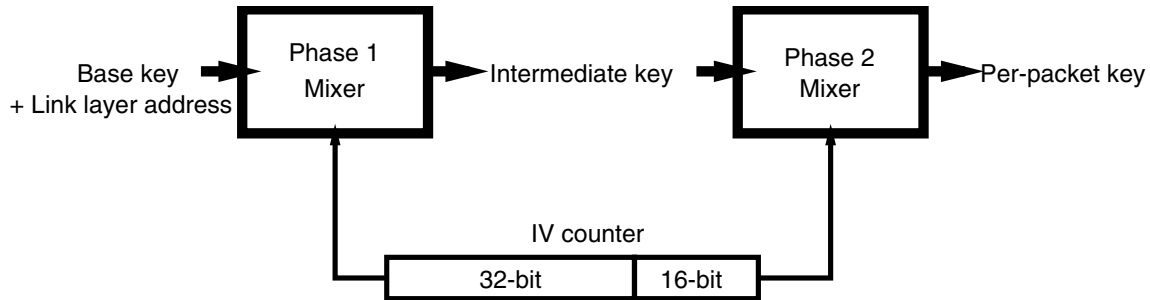 Phase 1
Mixer
Base key
+ Link layer address
Intermediate key
Phase 2
Mixer
Per-packet key
IV counter
32-bit
16-bit